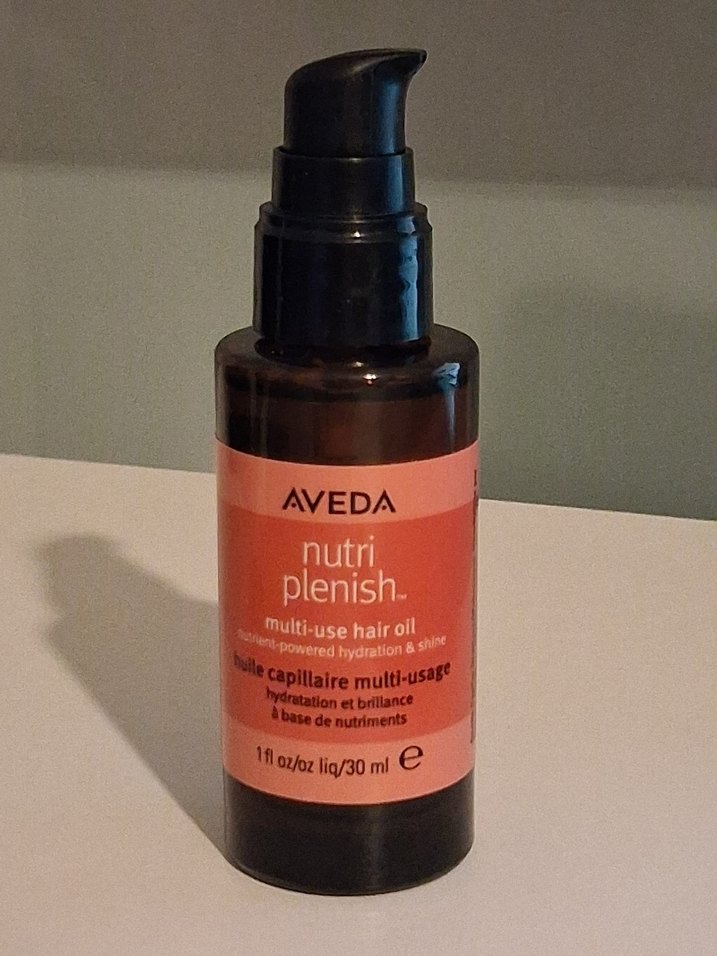 AVEDA
nutri
plenish™
multi-use hair oil
nutrient-powered hydration & shine
huile capillaire multi-usage
hydratation et brillance
à base de nutriments
1 fl oz/oz liq/30 ml ℮